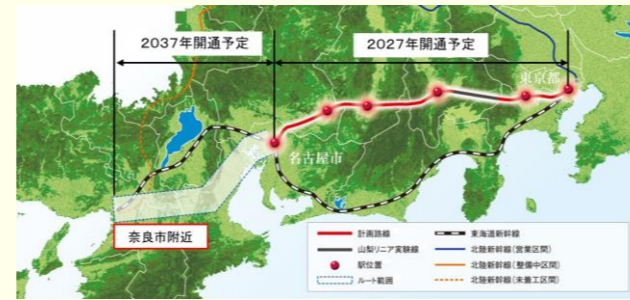 2037年開通予定
2027年開通予定
東京都
名古屋市
奈良市附近
計画路線
山梨リニア実験線
駅位置
ルート範囲
東海道新幹線
北陸新幹線(営業区間)
北陸新幹線(整備中区間)
北陸新幹線(未着工区間)